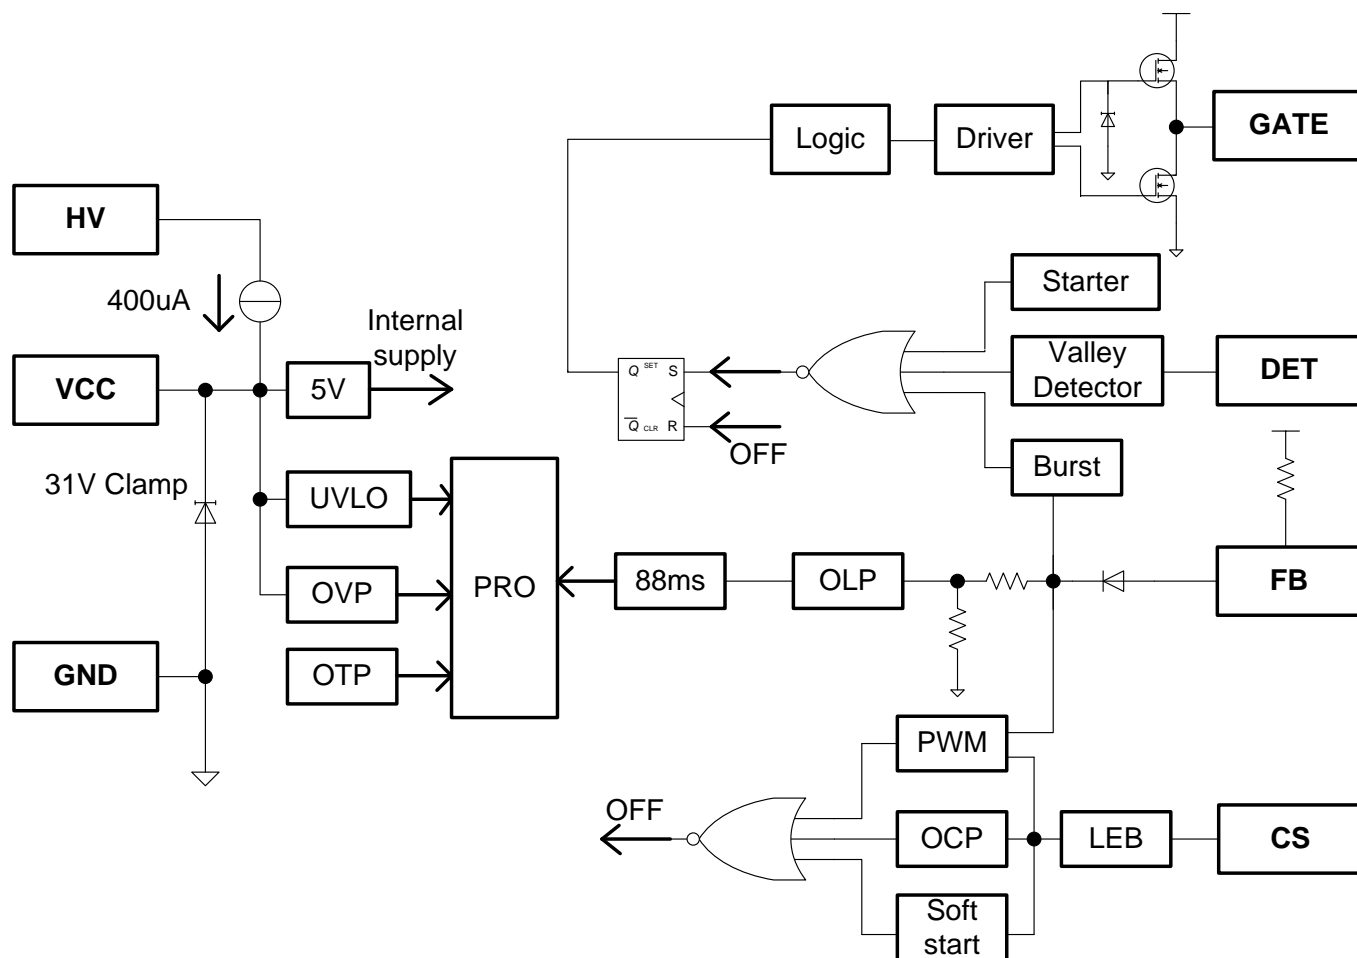 GATE
Logic
Driver
HV
400uA
Starter
Internal
supply
VCC
5V
Q SET S
Q CLR R
OFF
Valley
Detector
DET
31V Clamp
UVLO
Burst
OVP
PRO
88ms
OLP
FB
GND
OTP
PWM
OFF
OCP
LEB
CS
Soft
start